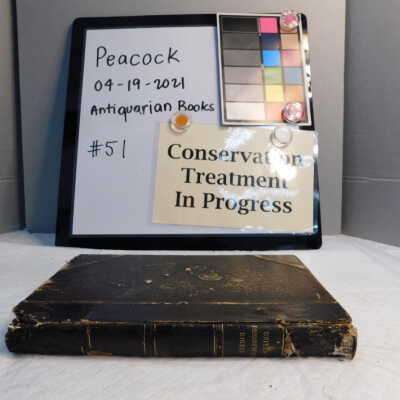 Peacock
04-19-2021
Antiquarian Books
#51
Conservation
Treatment
In Progress